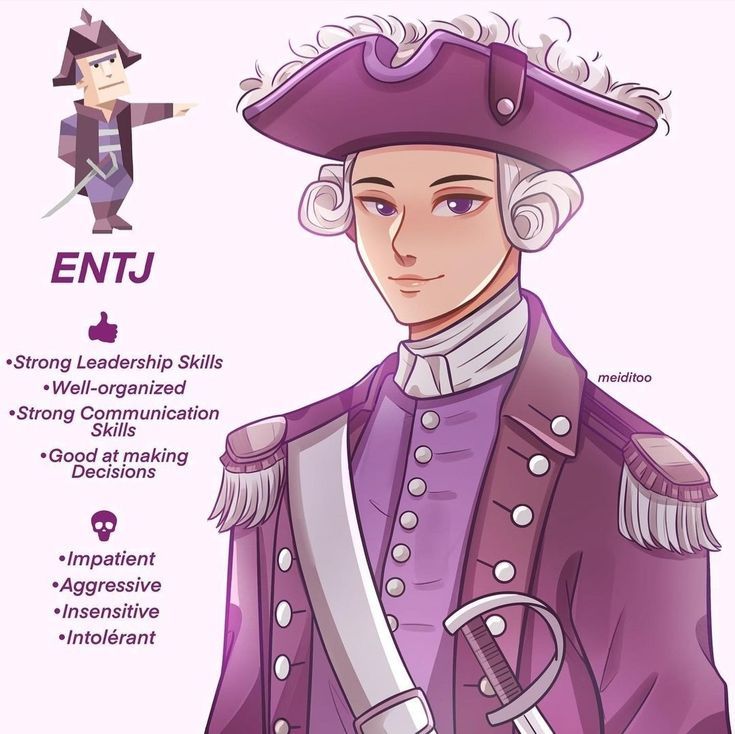 ENTJ
•Strong Leadership Skills
•Well-organized
•Strong Communication
Skills
•Good at making
Decisions
•Impatient
•Aggressive
•Insensitive
•Intolérant
meiditoo